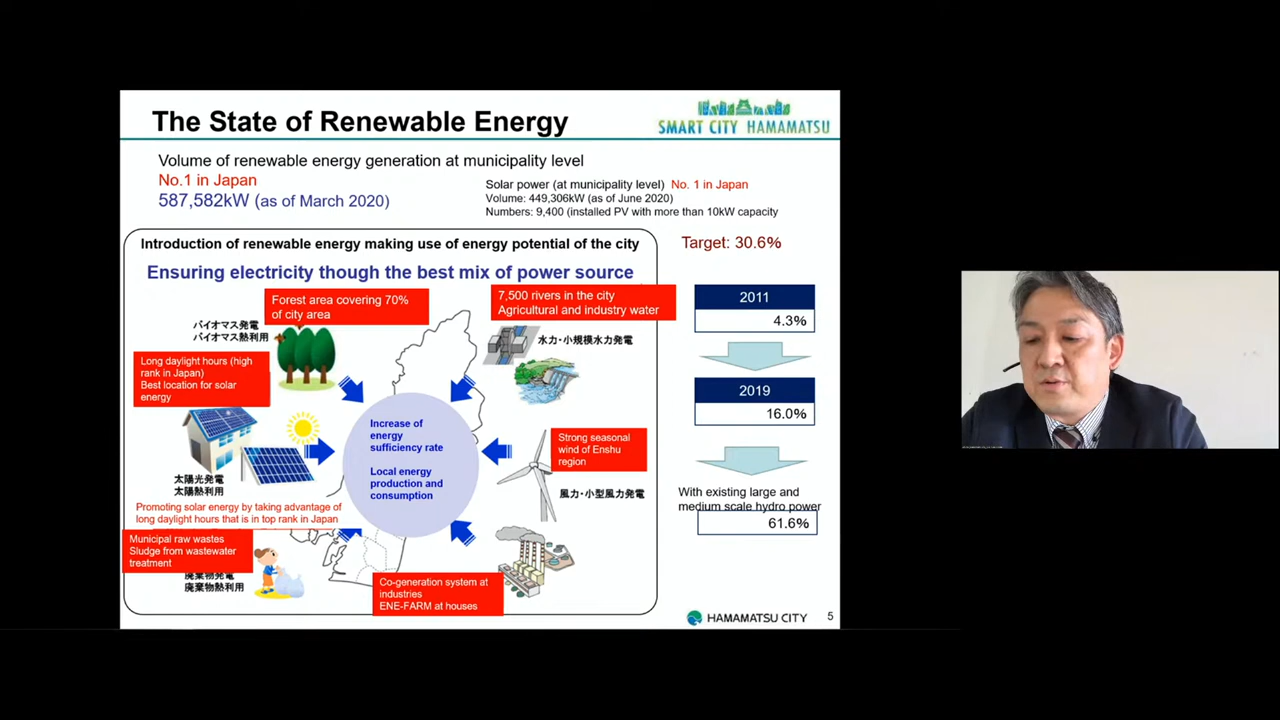 The State of Renewable Energy
SMART CITY HAMAMATSU
Volume of renewable energy generation at municipality level
No.1 in Japan
587,582kW (as of March 2020)
Solar power (at municipality level) No. 1 in Japan
Volume: 449,306kW (as of June 2020)
Numbers: 9,400 (installed PV with more than 10kW capacity
Introduction of renewable energy making use of energy potential of the city
Ensuring electricity though the best mix of power source
Forest area covering 70%
of city area
7,500 rivers in the city
Agricultural and industry water
バイオマス発電
バイオマス熱利用
水力・小規模水力発電
Long daylight hours (high
rank in Japan)
Best location for solar
energy
Increase of
energy
sufficiency rate
Local energy
production and
consumption
Strong seasonal
wind of Enshu
region
太陽光発電
太陽熱利用
風力・小型風力発電
Promoting solar energy by taking advantage of
long daylight hours that is in top rank in Japan
Municipal raw wastes
Sludge from wastewater
treatment
廃棄物発電
廃棄物熱利用
Co-generation system at
industries
ENE-FARM at houses
Target: 30.6%
2011
4.3%
2019
16.0%
With existing large and
medium scale hydro power
61.6%
HAMAMATSU CITY
5